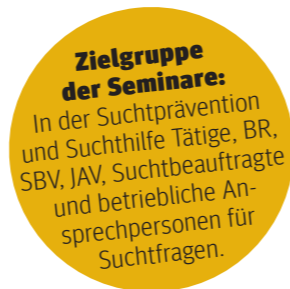 Zielgruppe
der Seminare:
In der Suchtprävention
und Suchthilfe Tätige, BR,
SBV, JAV, Suchtbeauftragte
und betriebliche An-
sprechpersonen für
Suchtfragen.